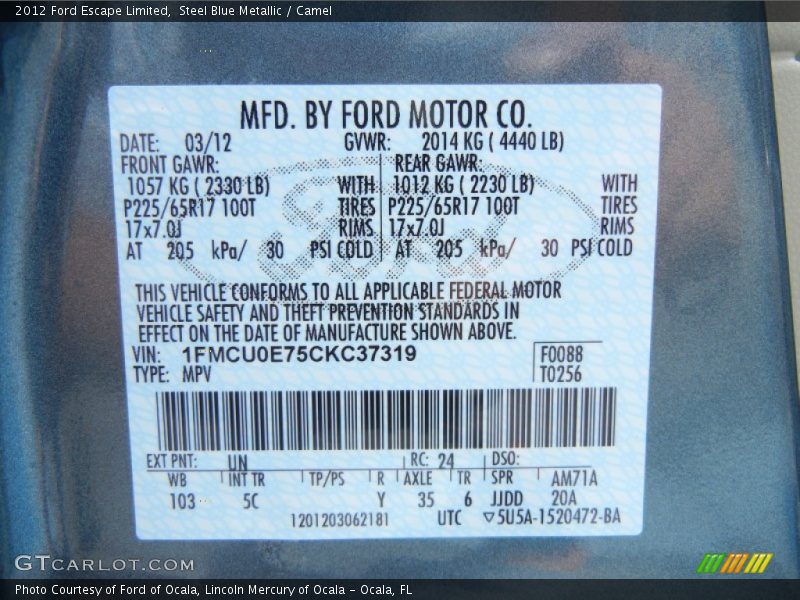 2012 Ford Escape Limited, Steel Blue Metallic / Camel
MFD. BY FORD MOTOR CO.
DATE: 03/12 GVWR: 2014 KG ( 4440 LB)
FRONT GAWR: REAR GAWR:
1057 KG ( 2330 LB) WITH 1012 KG ( 2230 LB) WITH
P225/65R17 100T TIRES P225/65R17 100T TIRES
17x7.0J RIMS 17x7.0J RIMS
AT 205 kPa/ 30 PSI COLD AT 205 kPa/ 30 PSI COLD
Ford
THIS VEHICLE CONFORMS TO ALL APPLICABLE FEDERAL MOTOR
VEHICLE SAFETY AND THEFT PREVENTION STANDARDS IN
EFFECT ON THE DATE OF MANUFACTURE SHOWN ABOVE.
VIN: 1FMCU0E75CKC37319 F0088
TYPE: MPV T0256
EXT PNT: UN RC: 24 DSO:
WB INT TR TP/PS R AXLE TR SPR AM71A
103 5C Y 35 6 JJDD 20A
1201203062181 UTC ▽5U5A-1520472-BA
GTCARLOT.COM
Photo Courtesy of Ford of Ocala, Lincoln Mercury of Ocala - Ocala, FL